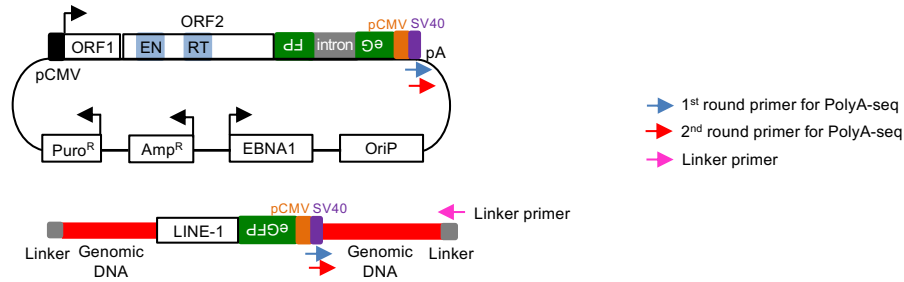 ORF2
pCMV SV40
ORF1 EN RT FP intron eG
pA
pCMV
PuroR AmpR EBNA1 OriP
1st round primer for PolyA-seq
2nd round primer for PolyA-seq
Linker primer
pCMV SV40
Linker primer
LINE-1 eGFP
Linker Genomic DNA Genomic DNA Linker